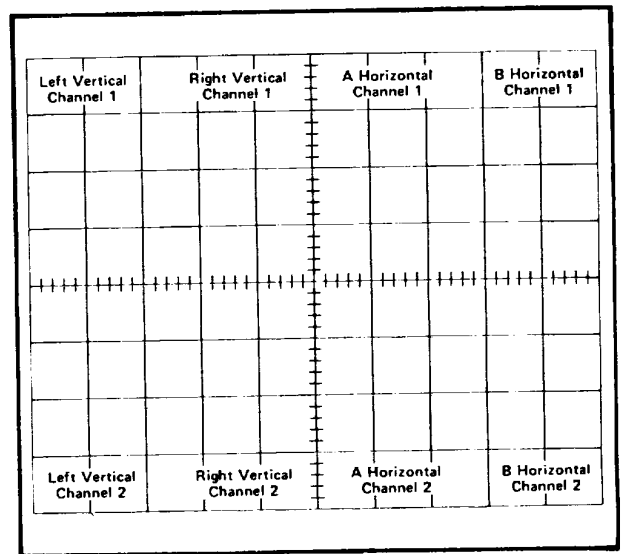 Left Vertical
Channel 1
Right Vertical
Channel 1
A Horizontal
Channel 1
B Horizontal
Channel 1
Left Vertical
Channel 2
Right Vertical
Channel 2
A Horizontal
Channel 2
B Horizontal
Channel 2